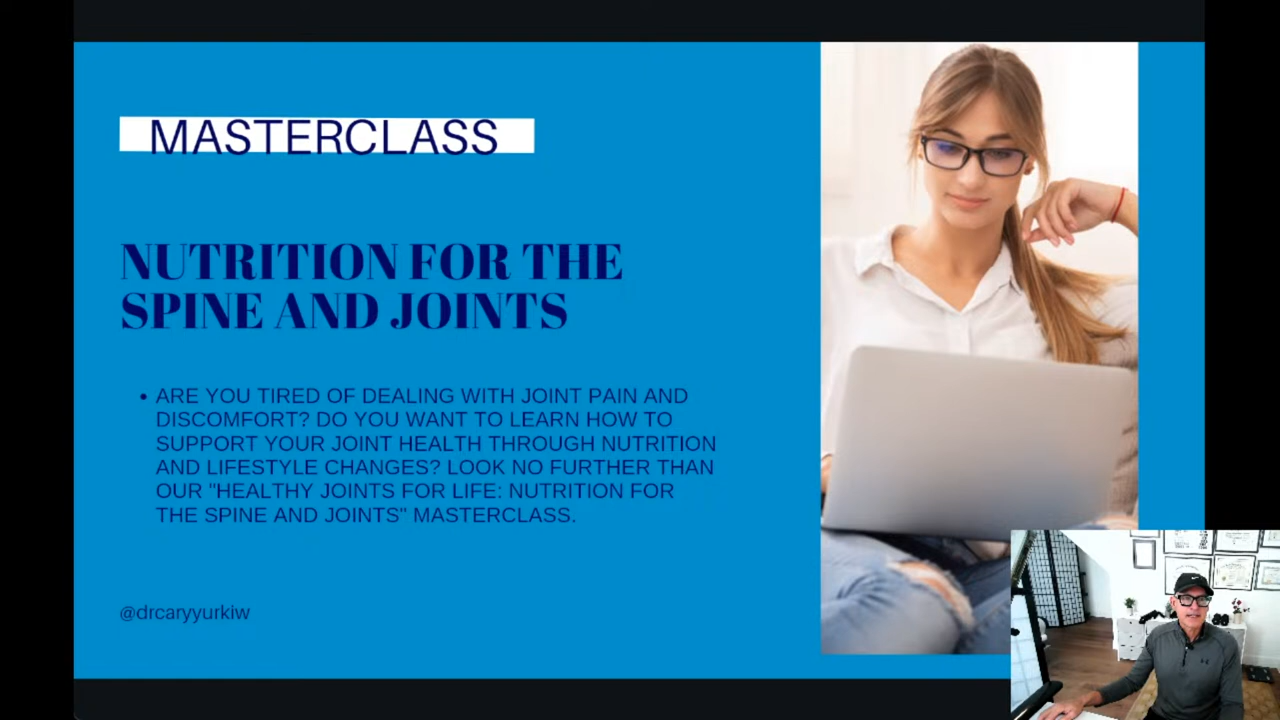 MASTERCLASS
NUTRITION FOR THE
SPINE AND JOINTS
• ARE YOU TIRED OF DEALING WITH JOINT PAIN AND
DISCOMFORT? DO YOU WANT TO LEARN HOW TO
SUPPORT YOUR JOINT HEALTH THROUGH NUTRITION
AND LIFESTYLE CHANGES? LOOK NO FURTHER THAN
OUR "HEALTHY JOINTS FOR LIFE: NUTRITION FOR
THE SPINE AND JOINTS" MASTERCLASS.
@drcaryyurkiw